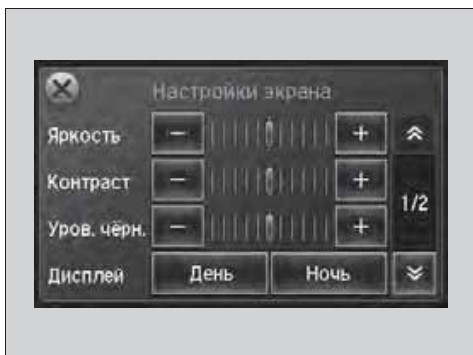 Настройки экрана
Яркость − +
Контраст − +
1/2
Уров. чёрн. − +
Дисплей День Ночь